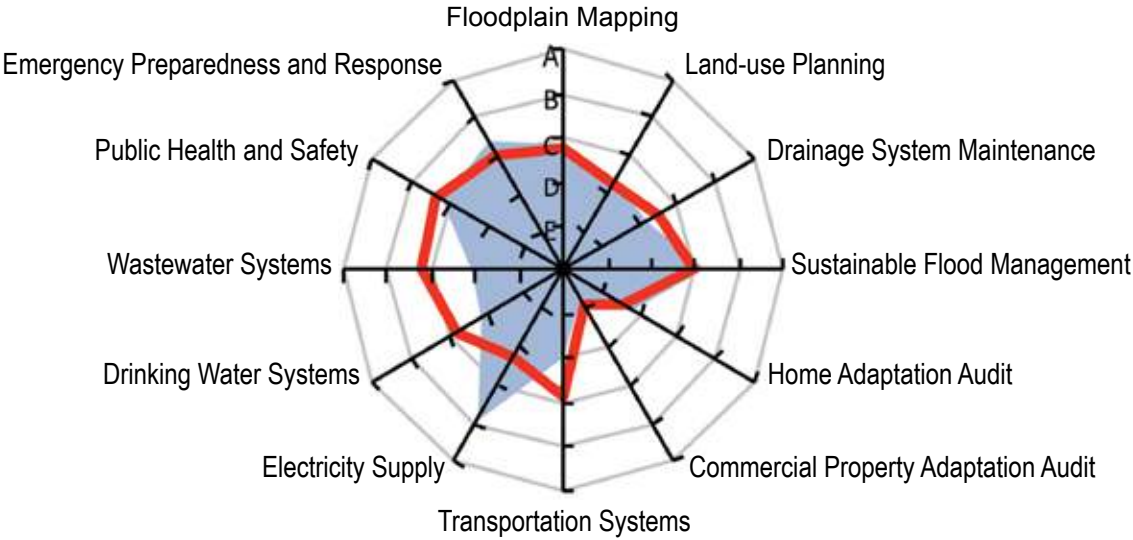 Floodplain Mapping
Emergency Preparedness and Response
Land-use Planning
A
B
Public Health and Safety
Drainage System Maintenance
C
D
E
Wastewater Systems
Sustainable Flood Management
Drinking Water Systems
Home Adaptation Audit
Electricity Supply
Commercial Property Adaptation Audit
Transportation Systems